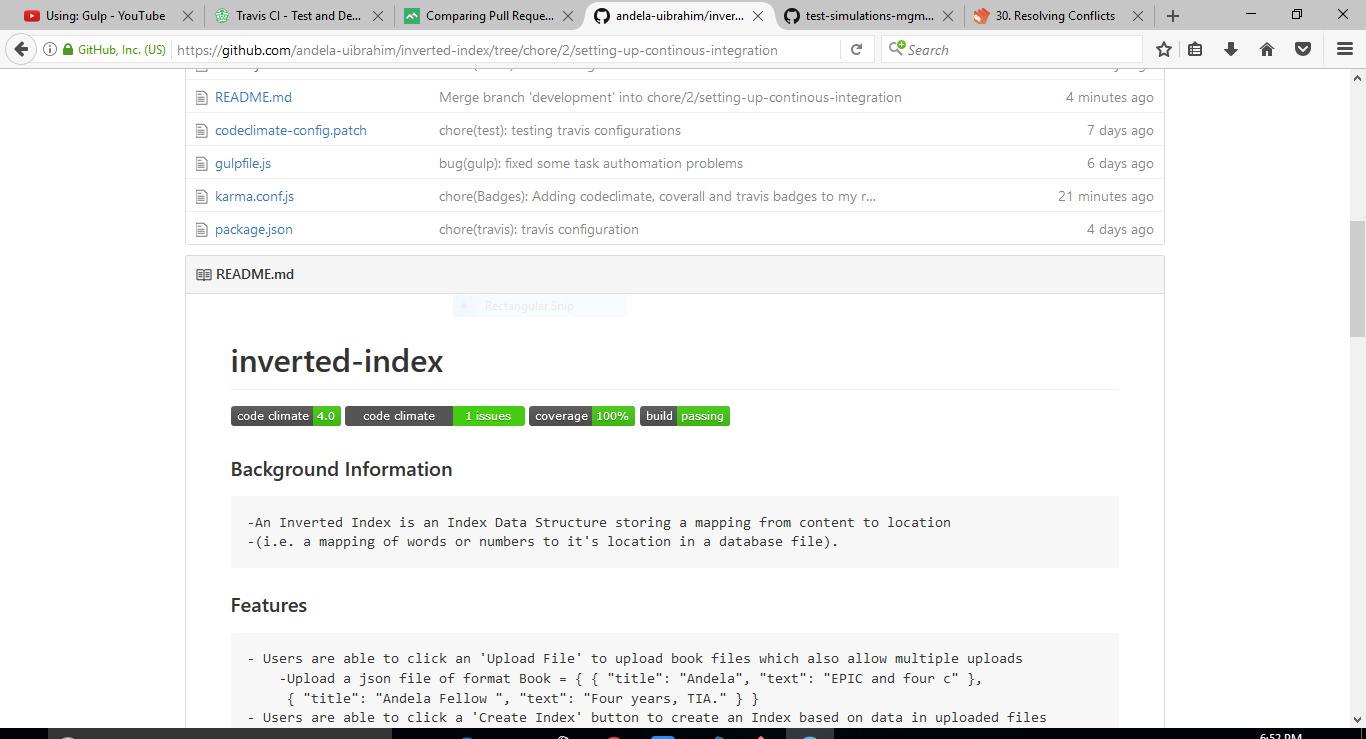 Using: Gulp - YouTube
Travis CI - Test and De...
Comparing Pull Reque...
andela-uibrahim/inver...
test-simulations-mgm...
30. Resolving Conflicts
GitHub, Inc. (US)
https://github.com/andela-uibrahim/inverted-index/tree/chore/2/setting-up-continous-integration
Search
README.md Merge branch 'development' into chore/2/setting-up-continous-integration 4 minutes ago
codeclimate-config.patch chore(test): testing travis configurations 7 days ago
gulpfile.js bug(gulp): fixed some task authomation problems 6 days ago
karma.conf.js chore(Badges): Adding codeclimate, coverall and travis badges to my r... 21 minutes ago
package.json chore(travis): travis configuration 4 days ago
README.md
Rectangular Snip
inverted-index
code climate 4.0 code climate 1 issues coverage 100% build passing
Background Information
-An Inverted Index is an Index Data Structure storing a mapping from content to location
-(i.e. a mapping of words or numbers to it's location in a database file).
Features
- Users are able to click an 'Upload File' to upload book files which also allow multiple uploads
-Upload a json file of format Book = { { "title": "Andela", "text": "EPIC and four c" },
{ "title": "Andela Fellow ", "text": "Four years, TIA." } }
- Users are able to click a 'Create Index' button to create an Index based on data in uploaded files
6:52 PM